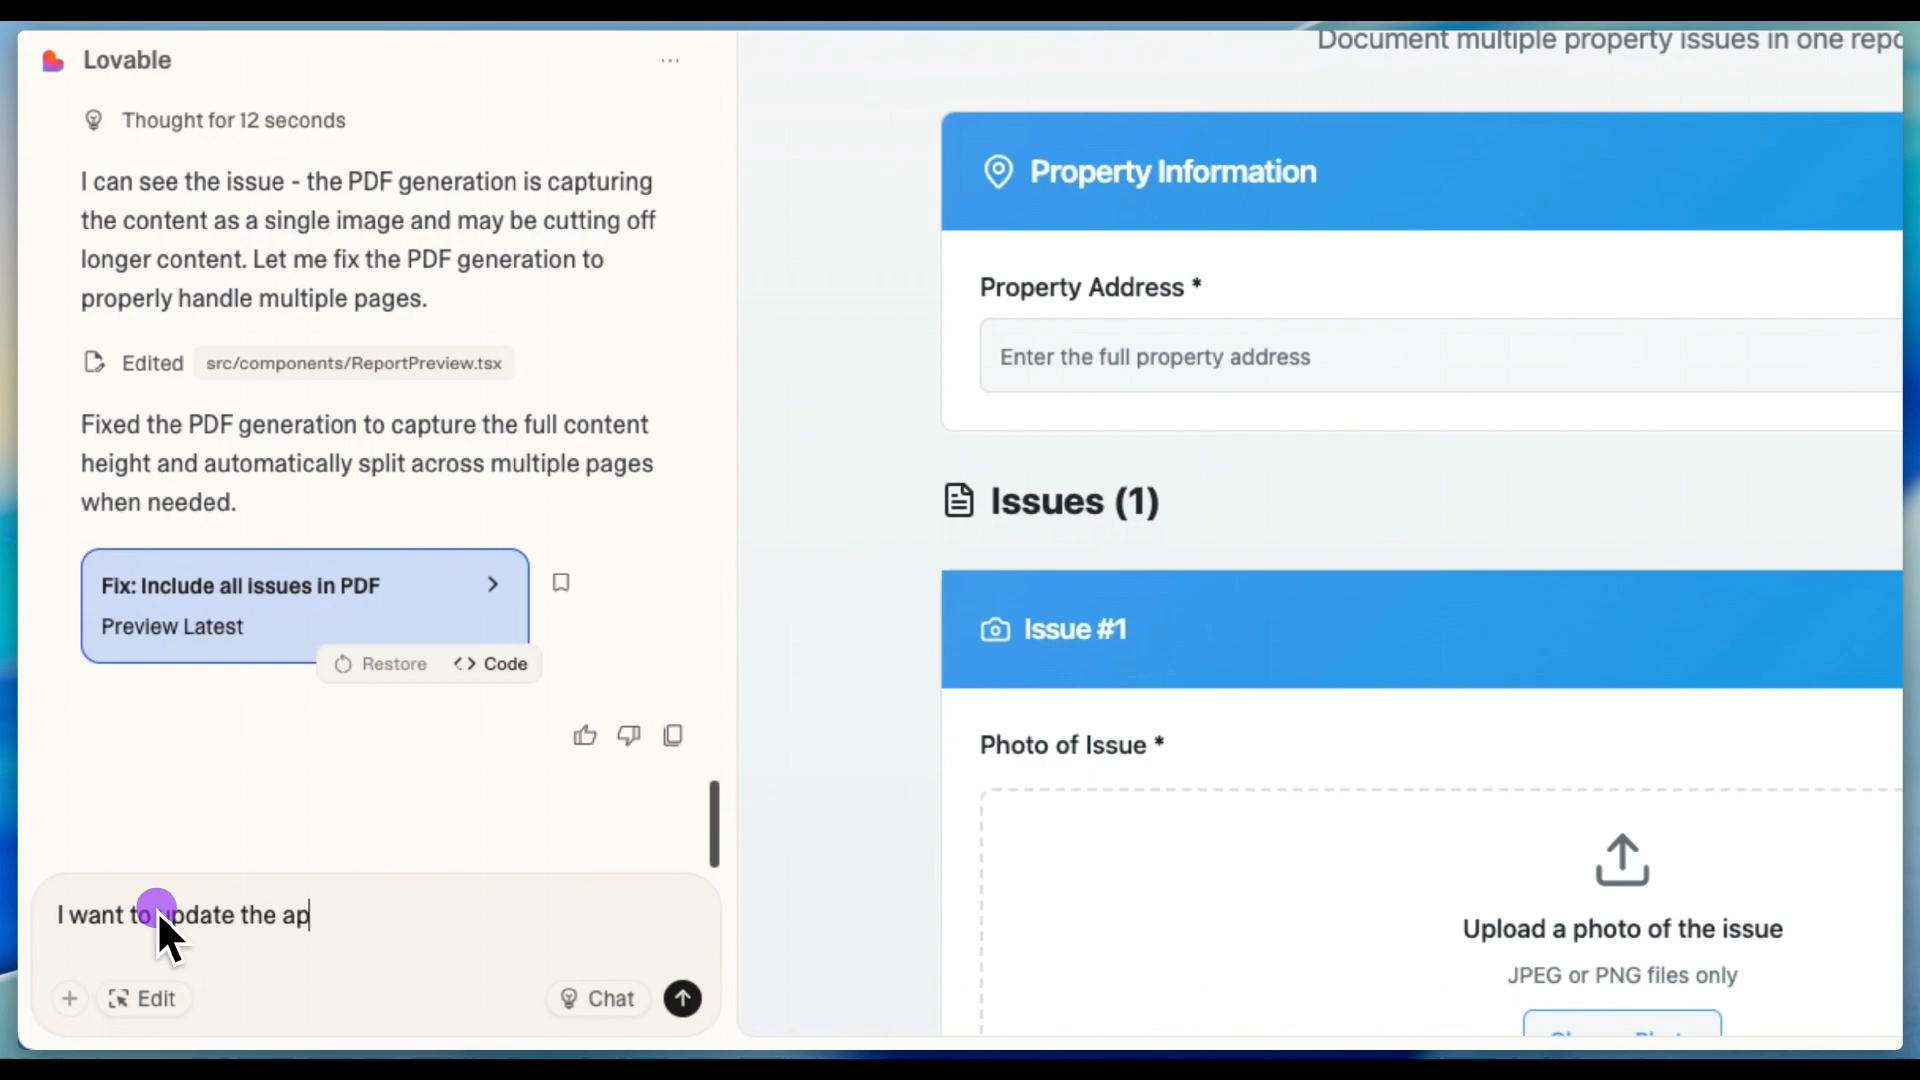 Lovable
Thought for 12 seconds
I can see the issue - the PDF generation is capturing
the content as a single image and may be cutting off
longer content. Let me fix the PDF generation to
properly handle multiple pages.
Edited src/components/ReportPreview.tsx
Fixed the PDF generation to capture the full content
height and automatically split across multiple pages
when needed.
Fix: Include all issues in PDF
Preview Latest
Restore
Code
I want to update the ap
Edit
Chat
Document multiple property issues in one repo
Property Information
Property Address *
Enter the full property address
Issues (1)
Issue #1
Photo of Issue *
Upload a photo of the issue
JPEG or PNG files only